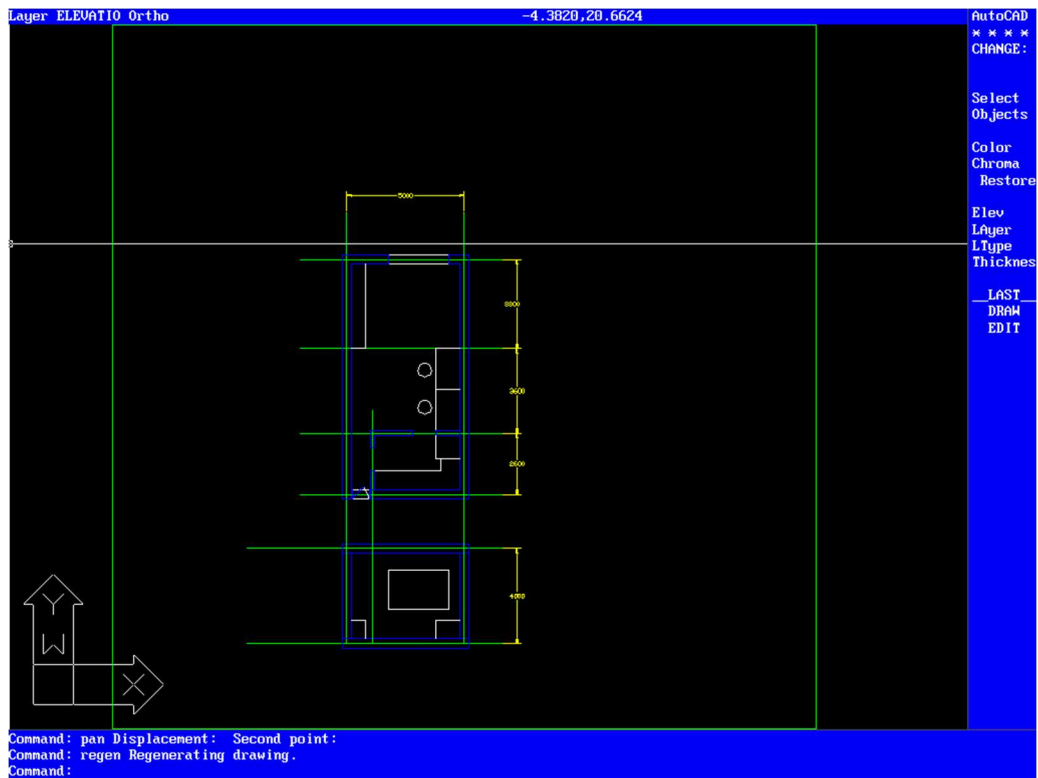 Layer ELEVATIO Ortho -4.3820,20.6624 AutoCAD
* * * *
CHANGE:
Select
Objects
Color
Chroma
Restore
Elev
LAyer
LType
Thicknes
__LAST__
DRAW
EDIT
5000
3600
2600
4000
Y
W
X
Command: pan Displacement: Second point:
Command: regen Regenerating drawing.
Command: